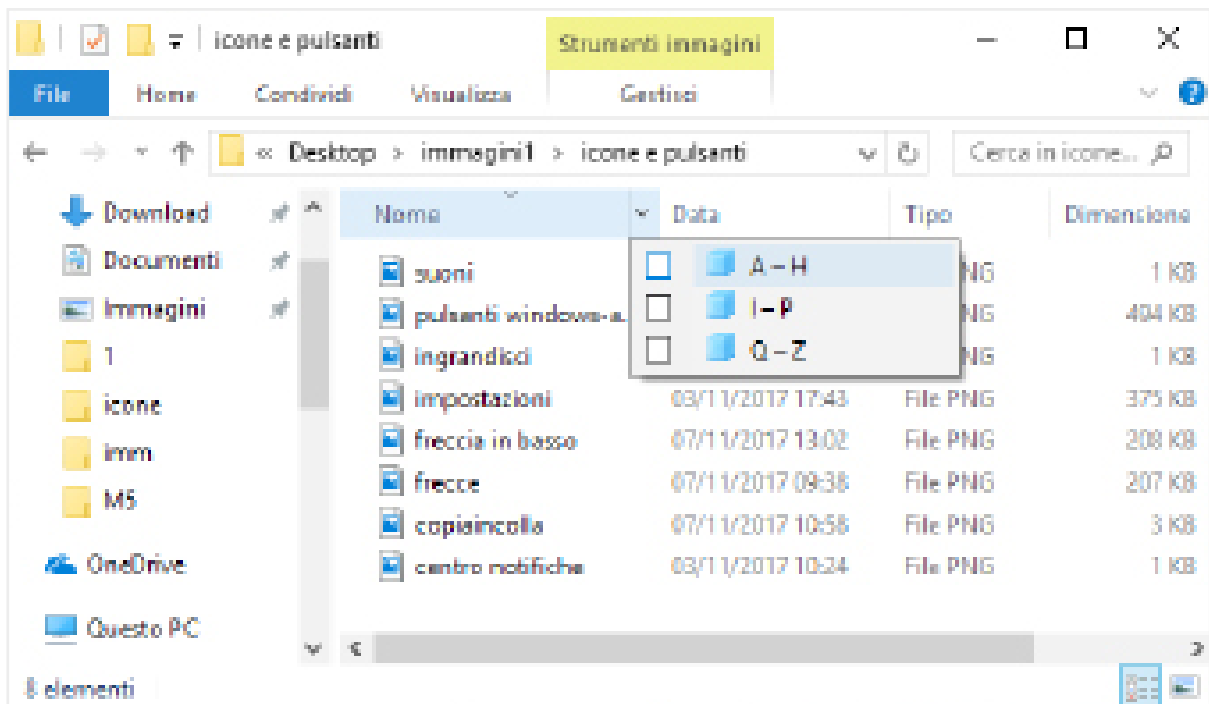 icone e pulsanti Strumenti immagini
File Home Condividi Visualizza Gestisci
« Desktop > immagini1 > icone e pulsanti Cerca in icone...
Download
Documenti
Immagini
1
icone
imm
M5
OneDrive
Questo PC
Nome Data Tipo Dimensione
A – H
I – P
Q – Z
suoni NG 1 KB
pulsanti windows-a. NG 404 KB
ingrandisci NG 1 KB
impostazioni 03/11/2017 17:43 File PNG 375 KB
freccia in basso 07/11/2017 13:02 File PNG 208 KB
frecce 07/11/2017 09:38 File PNG 207 KB
copiaincolla 07/11/2017 10:58 File PNG 3 KB
centro notifiche 03/11/2017 10:24 File PNG 1 KB
8 elementi